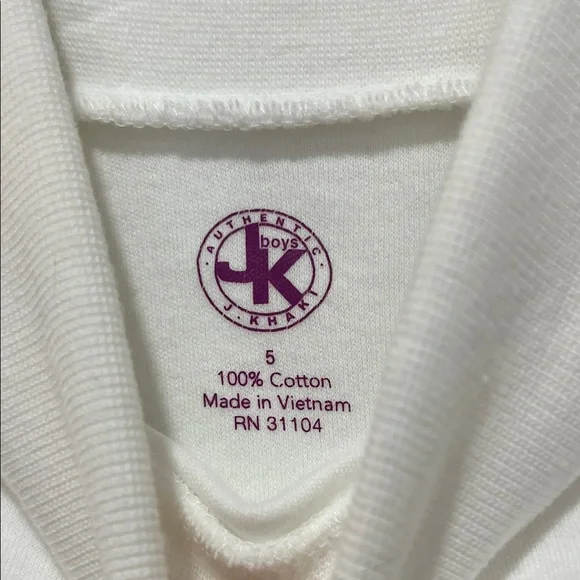 · AUTHENTIC ·
boys
JK
J. KHAKI
5
100% Cotton
Made in Vietnam
RN 31104